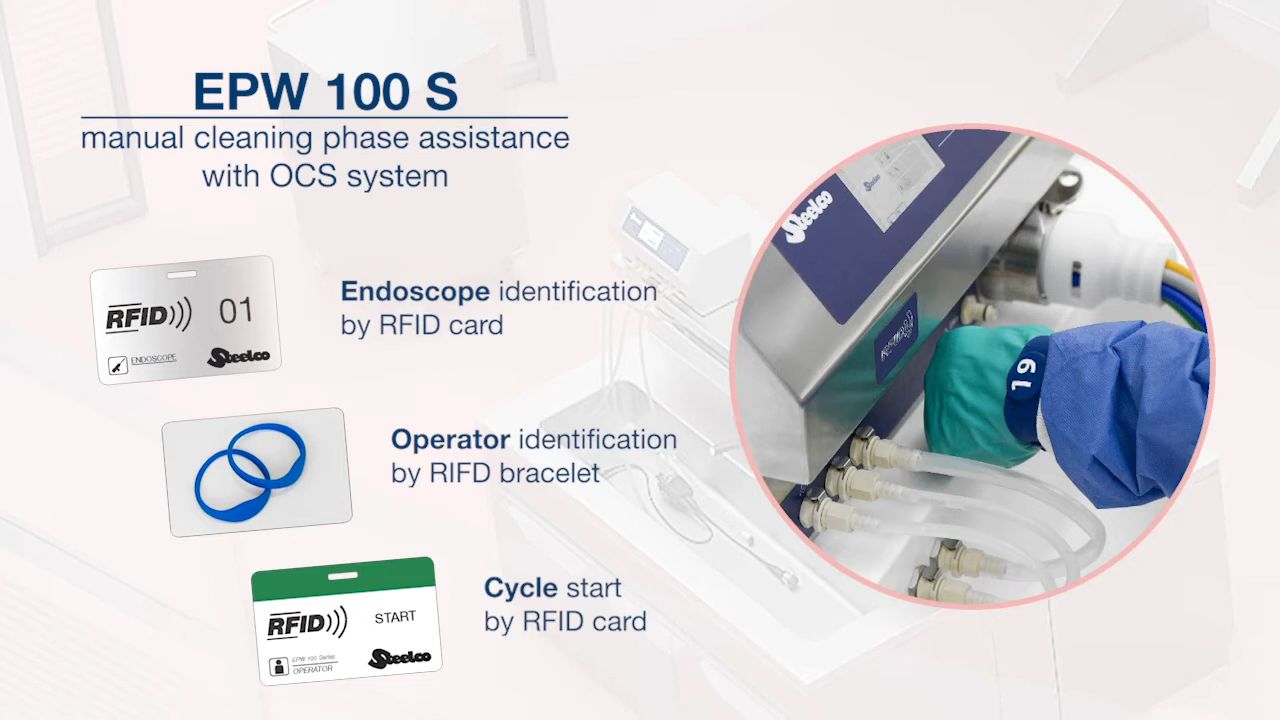 EPW 100 S
manual cleaning phase assistance
with OCS system
RFID
01
ENDOSCOPE
Steelco
Endoscope identification
by RFID card
Operator identification
by RIFD bracelet
RFID
START
EPW 100 Series
OPERATOR
Steelco
Cycle start
by RFID card
Steelco
19